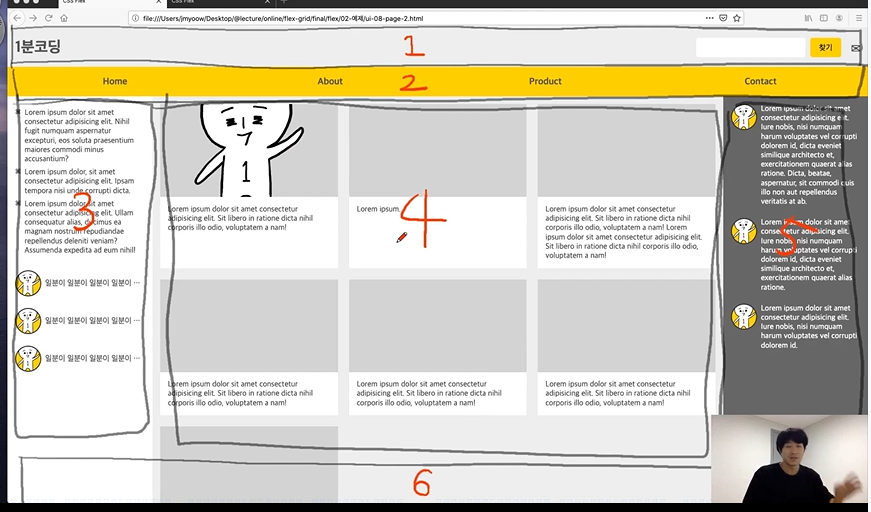 CSS Flex
CSS Flex
file:///Users/jmyoow/Desktop/@lecture/online/flex-grid/final/flex/02-예제/ui-08-page-2.html
1분코딩
1
찾기
Home
About
2
Product
Contact
Lorem ipsum dolor sit amet
consectetur adipisicing elit. Nihil
fugit numquam aspernatur
excepturi, eos soluta praesentium
maiores commodi minus
accusantium?
Lorem ipsum dolor, sit amet
consectetur adipisicing elit. Ipsam
tempora nisi unde corrupti dicta.
Lorem ipsum dolor sit amet
consectetur adipisicing elit. Ullam
consequatur alias, ducimus ea
magnam nostrum repudiandae
repellendus deleniti veniam?
Assumenda expedita ad eum nihil!
3
일분이 일분이 일분이 일분이 …
일분이 일분이 일분이 일분이 …
일분이 일분이 일분이 일분이 …
1
Lorem ipsum dolor sit amet consectetur
adipisicing elit. Sit libero in ratione dicta nihil
corporis illo odio, voluptatem a nam!
Lorem ipsum.
4
Lorem ipsum dolor sit amet consectetur
adipisicing elit. Sit libero in ratione dicta nihil
corporis illo odio, voluptatem a nam! Lorem
ipsum dolor sit amet consectetur adipisicing elit.
Sit libero in ratione dicta nihil corporis illo odio,
voluptatem a nam!
Lorem ipsum dolor sit amet consectetur
adipisicing elit. Sit libero in ratione dicta nihil
corporis illo odio, voluptatem a nam!
Lorem ipsum dolor sit amet consectetur
adipisicing elit. Sit libero in ratione dicta nihil
corporis illo odio, voluptatem a nam!
Lorem ipsum dolor sit amet consectetur
adipisicing elit. Sit libero in ratione dicta nihil
corporis illo odio, voluptatem a nam!
Lorem ipsum dolor sit amet
consectetur adipisicing elit.
Iure nobis, nisi numquam
harum voluptates vel corrupti
dolorem id, dicta eveniet
similique architecto et,
exercitationem quaerat alias
ratione. Dicta, beatae,
aspernatur, sit commodi quis
illo non pariatur rerum
veritatis at ab.
Lorem ipsum dolor sit amet
consectetur adipisicing elit.
Iure nobis, nisi numquam
harum voluptates vel corrupti
dolorem id, dicta eveniet
similique architecto et,
exercitationem quaerat alias
ratione.
5
Lorem ipsum dolor sit amet
consectetur adipisicing elit.
Iure nobis, nisi numquam
harum voluptates vel corrupti
dolorem id.
6